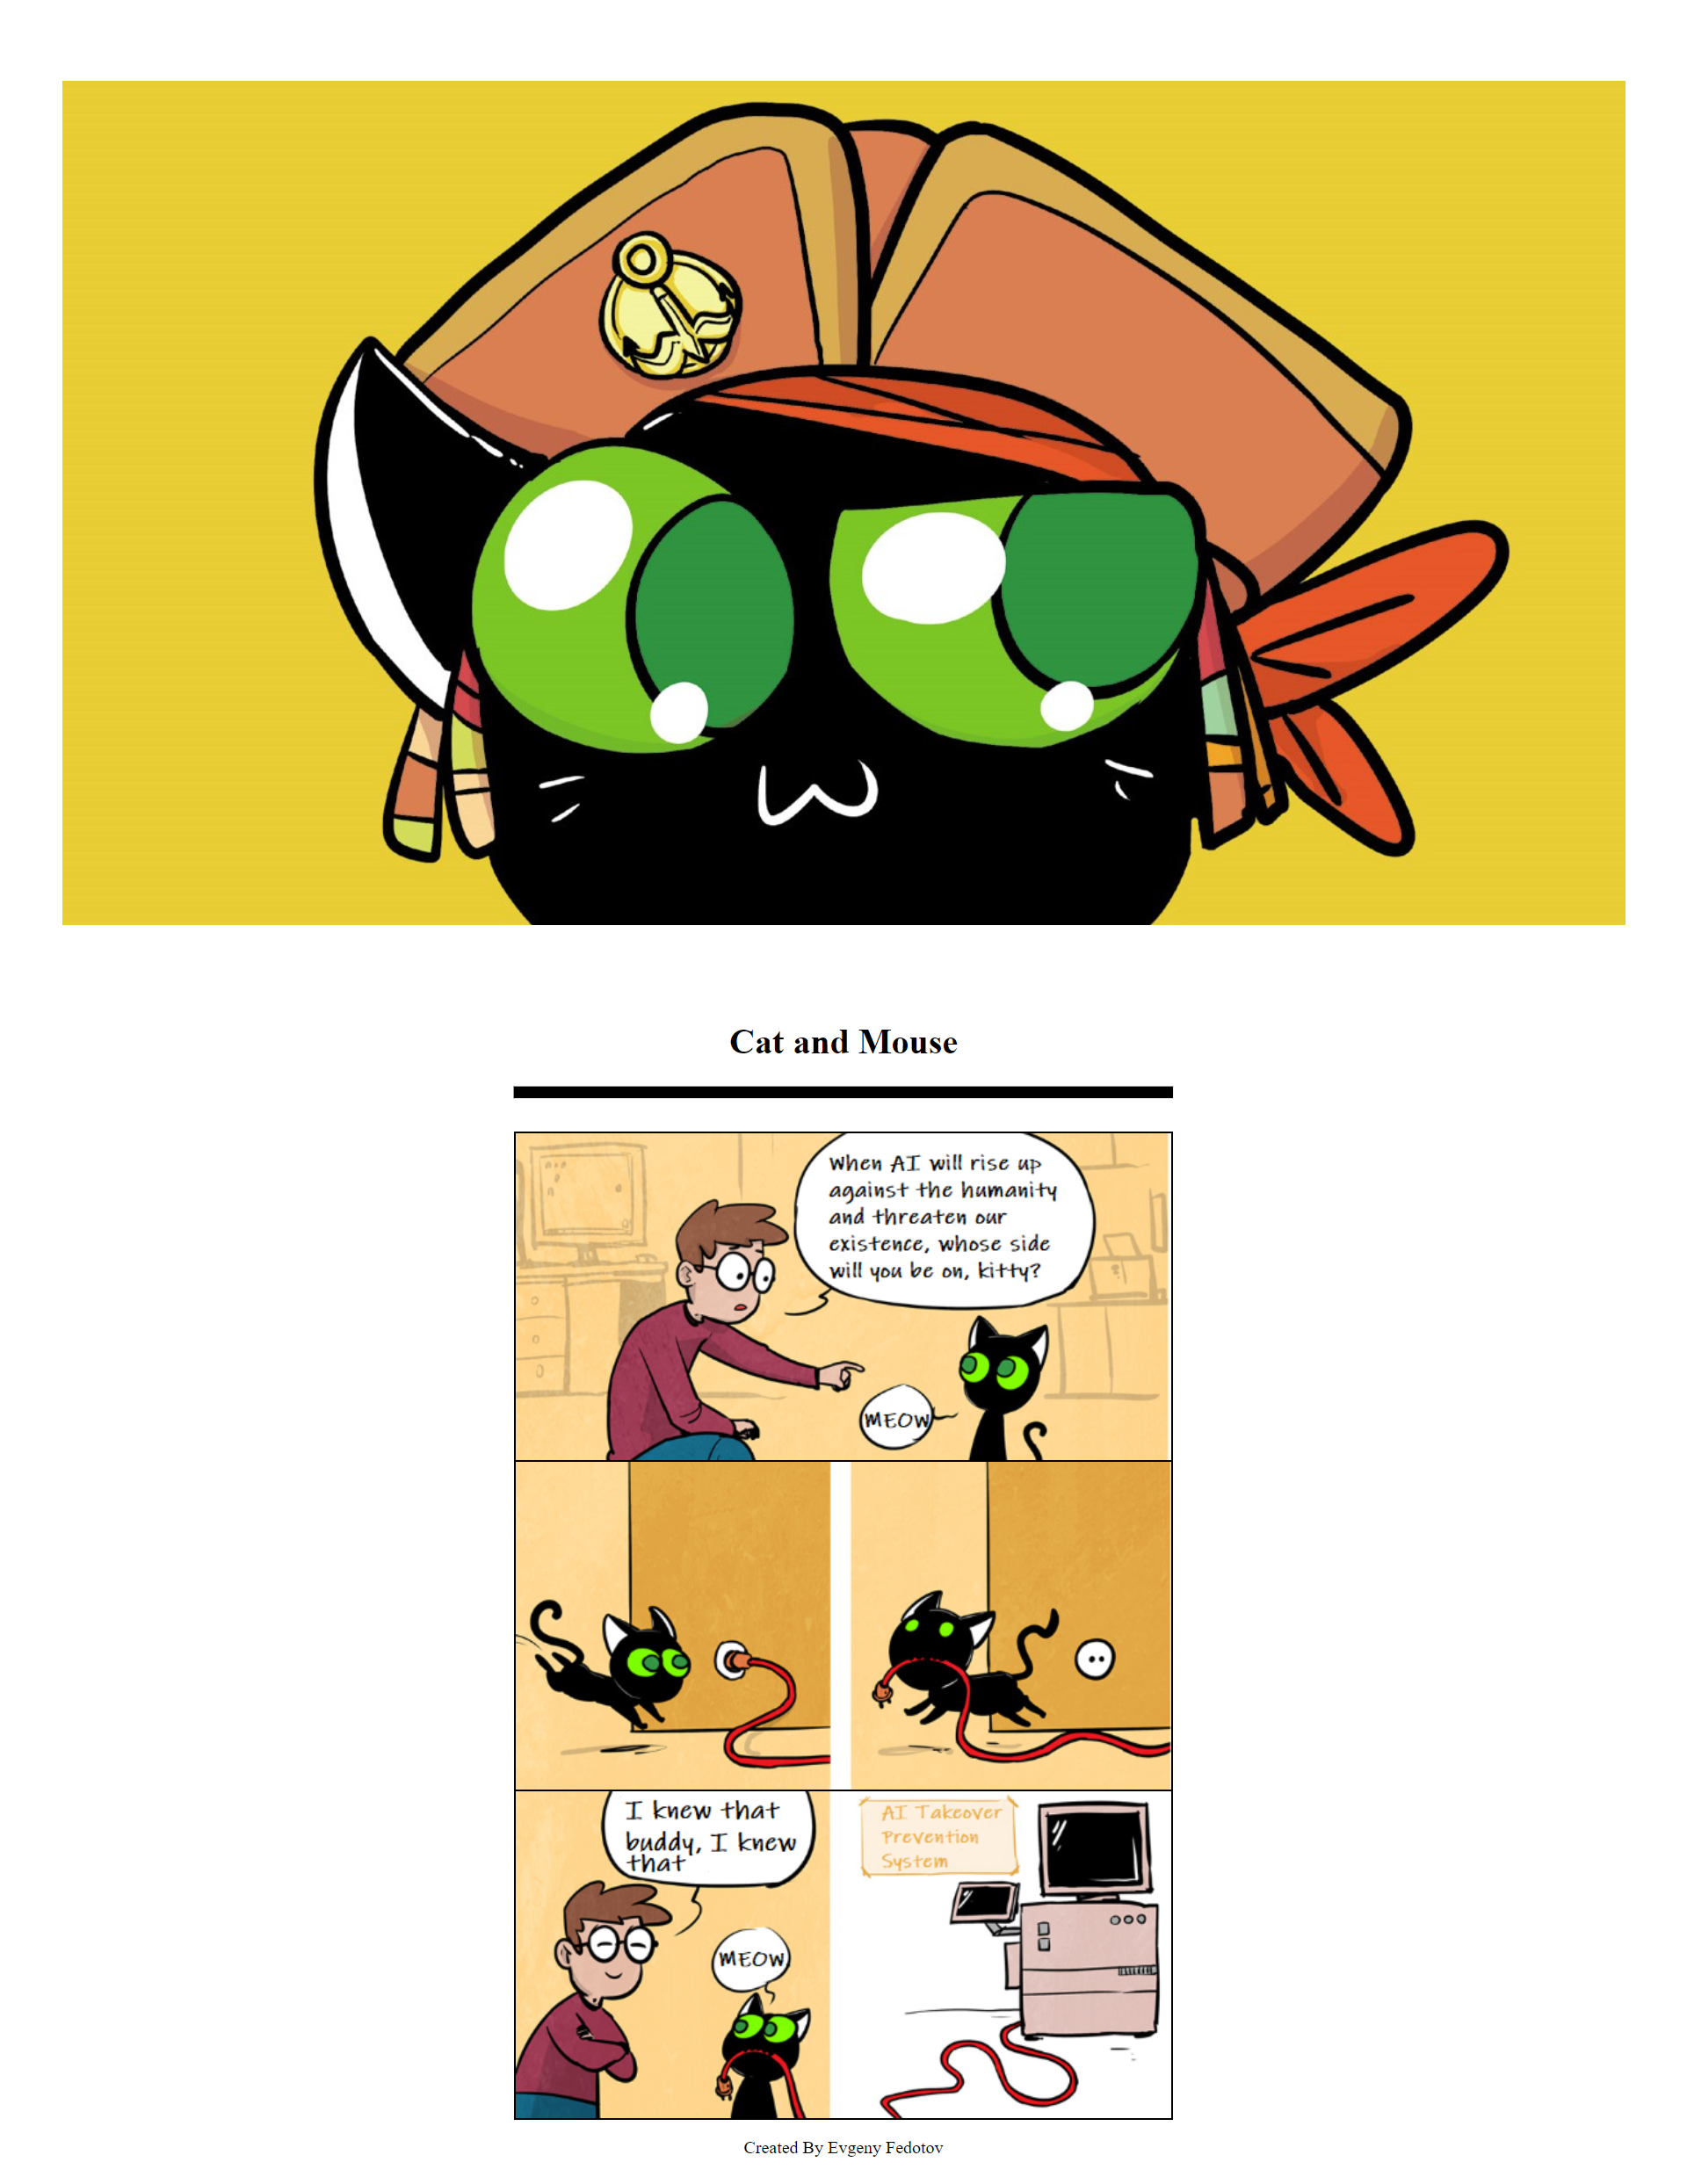 Cat and Mouse
When AI will rise up
against the humanity
and threaten our
existence, whose side
will you be on, kitty?
MEOW
I knew that
buddy, I knew
that
MEOW
AI Takeover
Prevention
System
Created By Evgeny Fedotov